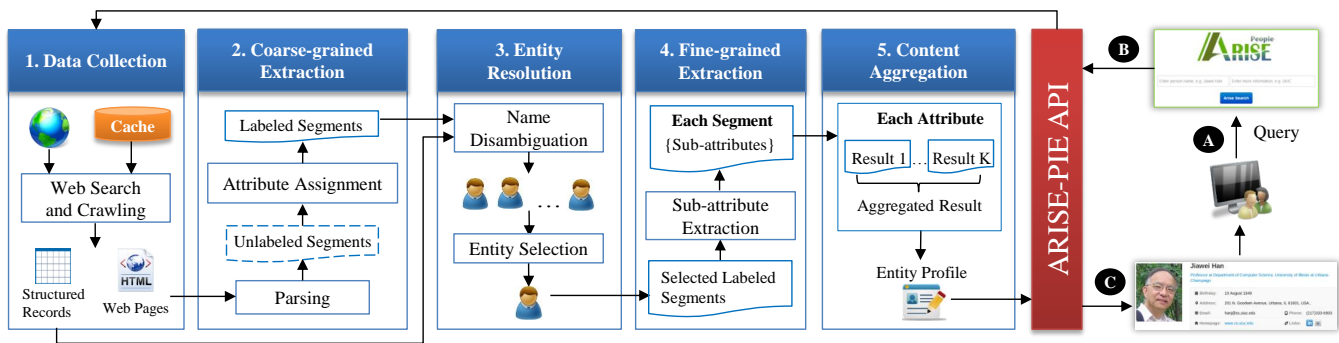 1. Data Collection
Cache
Web Search
and Crawling
HTML
Structured
Records
Web Pages
2. Coarse-grained
Extraction
Labeled Segments
Attribute Assignment
Unlabeled Segments
Parsing
3. Entity
Resolution
Name
Disambiguation
...
Entity Selection
4. Fine-grained
Extraction
Each Segment
{Sub-attributes}
Sub-attribute
Extraction
Selected Labeled
Segments
5. Content
Aggregation
Each Attribute
Result 1 ... Result K
Aggregated Result
Entity Profile
ARISE-PIE API
B
People
ARISE
Arise Search
A
Query
C
Jiawei Han
Professor at Department of Computer Science, University of Illinois at Urbana
Champaign
Birthday:
Address:
Email:
Phone:
Homepage:
Links: